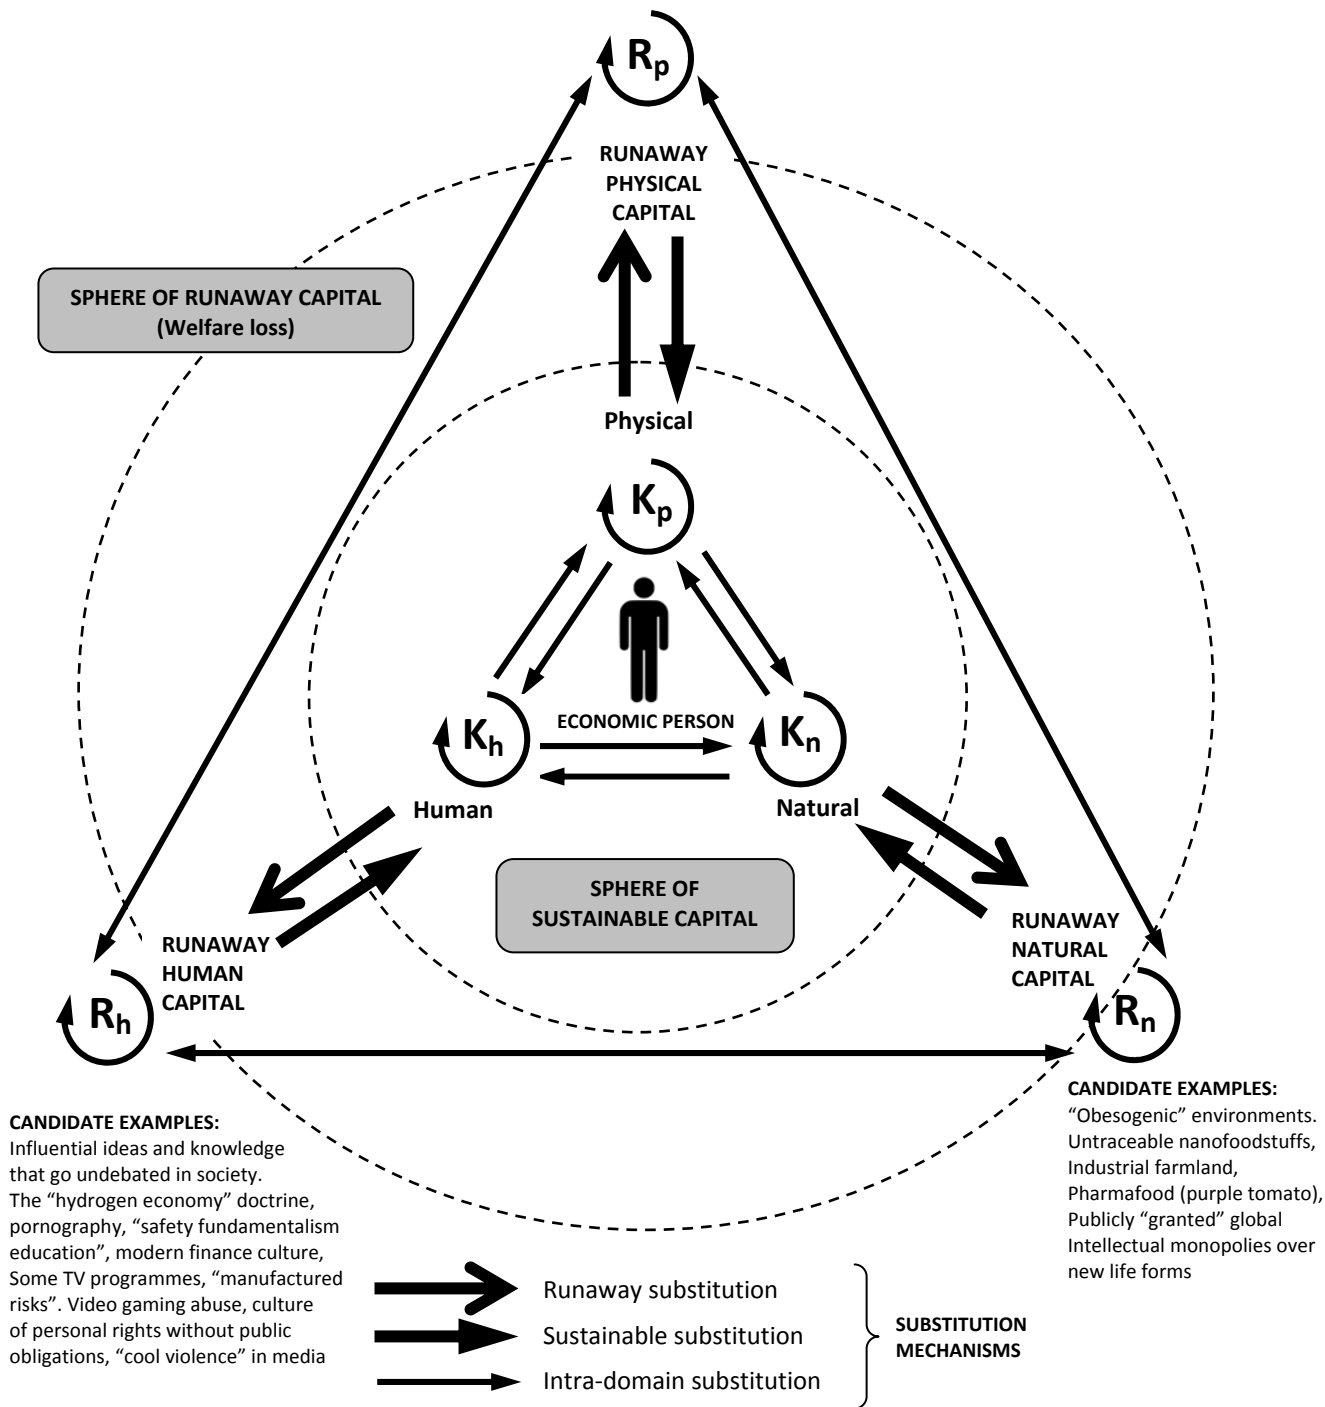 Rp
RUNAWAY
PHYSICAL
CAPITAL
SPHERE OF RUNAWAY CAPITAL
(Welfare loss)
Physical
Kp
ECONOMIC PERSON
Kh
Kn
Human
Natural
SPHERE OF
SUSTAINABLE CAPITAL
RUNAWAY
HUMAN
CAPITAL
Rh
RUNAWAY
NATURAL
CAPITAL
Rn
CANDIDATE EXAMPLES:
Influential ideas and knowledge
that go undebated in society.
The “hydrogen economy” doctrine,
pornography, “safety fundamentalism
education”, modern finance culture,
Some TV programmes, “manufactured
risks”. Video gaming abuse, culture
of personal rights without public
obligations, “cool violence” in media
CANDIDATE EXAMPLES:
“Obesogenic” environments.
Untraceable nanofoodstuffs,
Industrial farmland,
Pharmafood (purple tomato),
Publicly “granted” global
Intellectual monopolies over
new life forms
Runaway substitution
Sustainable substitution
Intra-domain substitution
SUBSTITUTION
MECHANISMS